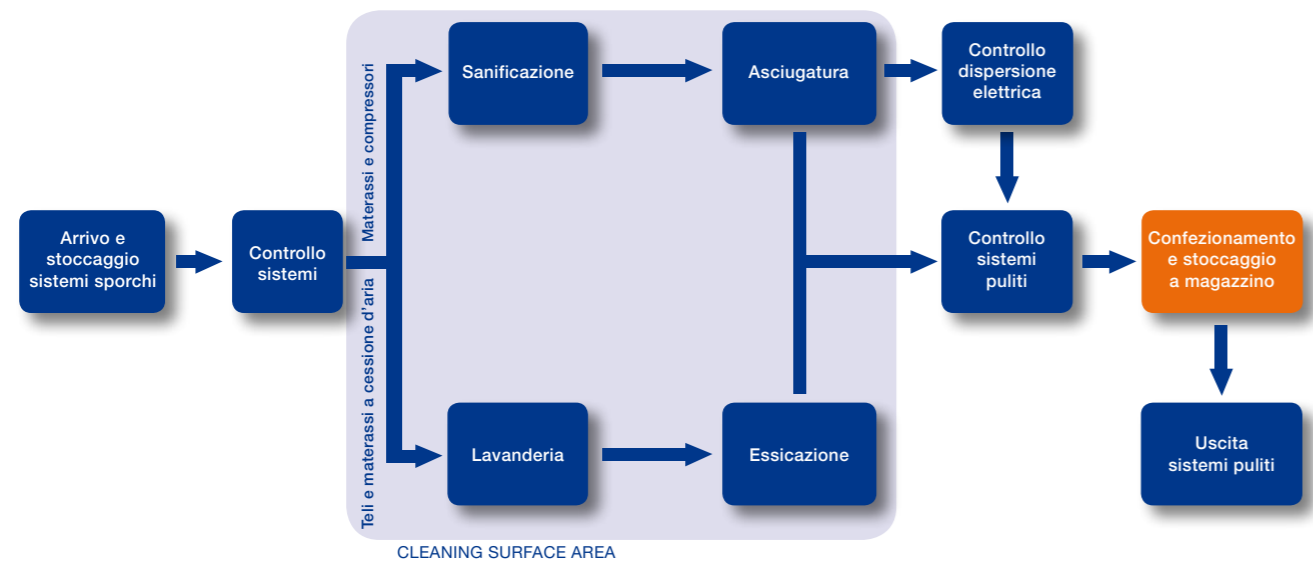 Arrivo e
stoccaggio
sistemi sporchi
Controllo
sistemi
Materassi e compressori
Teli e materassi a cessione d'aria
Sanificazione
Asciugatura
Controllo
dispersione
elettrica
Lavanderia
Essicazione
Controllo
sistemi
puliti
Confezionamento
e stoccaggio
a magazzino
Uscita
sistemi puliti
CLEANING SURFACE AREA